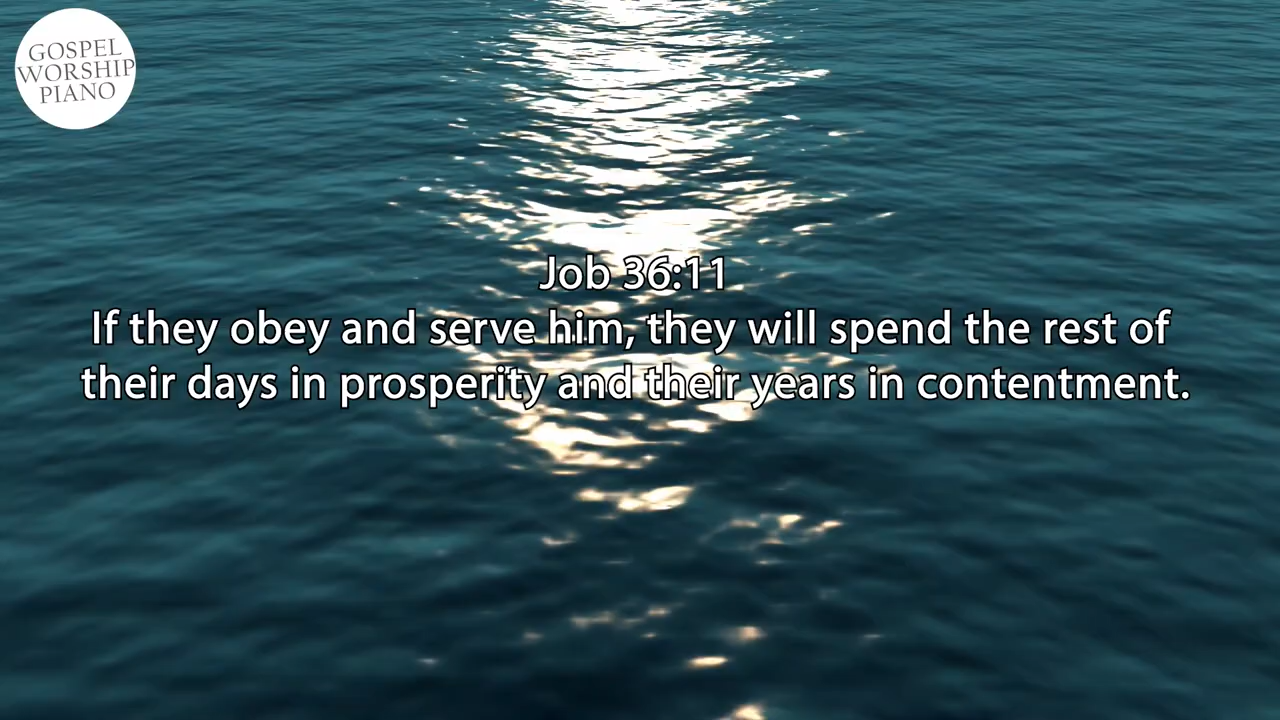 GOSPEL
WORSHIP
PIANO
Job 36:11
If they obey and serve him, they will spend the rest of
their days in prosperity and their years in contentment.